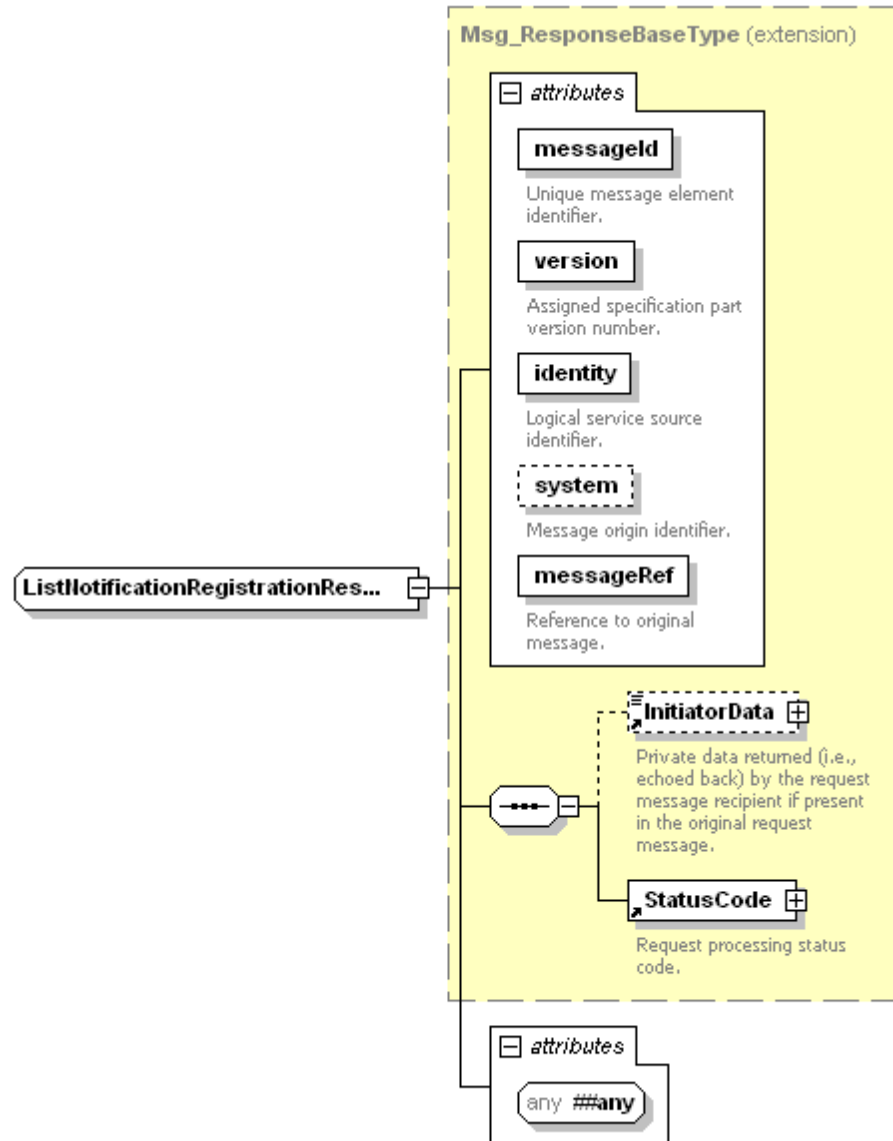 Msg_ResponseBaseType (extension)
attributes
messageId
Unique message element
identifier.
version
Assigned specification part
version number.
identity
Logical service source
identifier.
system
Message origin identifier.
messageRef
Reference to original
message.
ListNotificationRegistrationRes...
InitiatorData
Private data returned (i.e.,
echoed back) by the request
message recipient if present
in the original request
message.
StatusCode
Request processing status
code.
attributes
any ##any